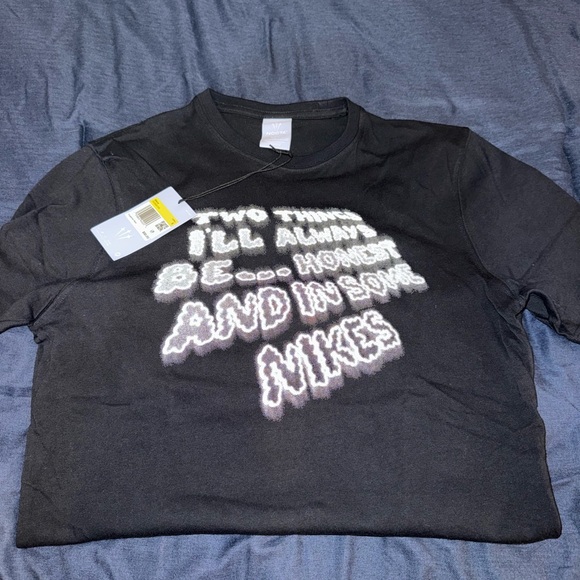 TWO THINGS
I'LL ALWAYS
BE... HONEST
AND IN SOME
NIKES